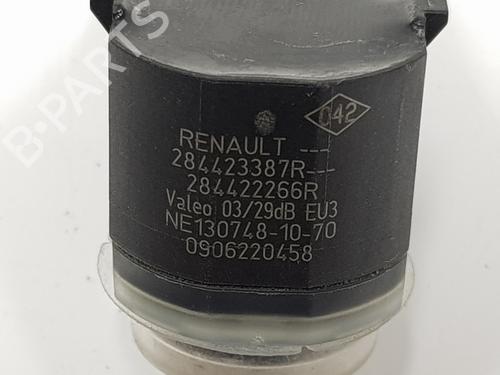 042
RENAULT ---
284423387R---
284422266R
Valeo 03/29dB EU3
NE130748-10-70
0906220458
B-PARTS